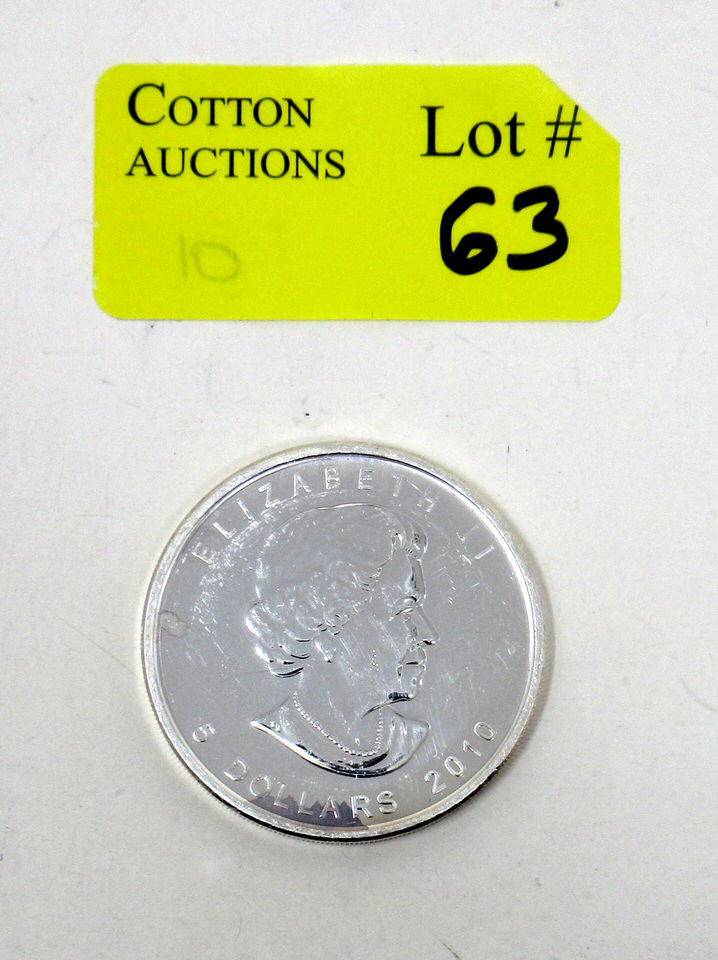 COTTON
AUCTIONS
Lot #
63
10
ELIZABETH II
5 DOLLARS 2010